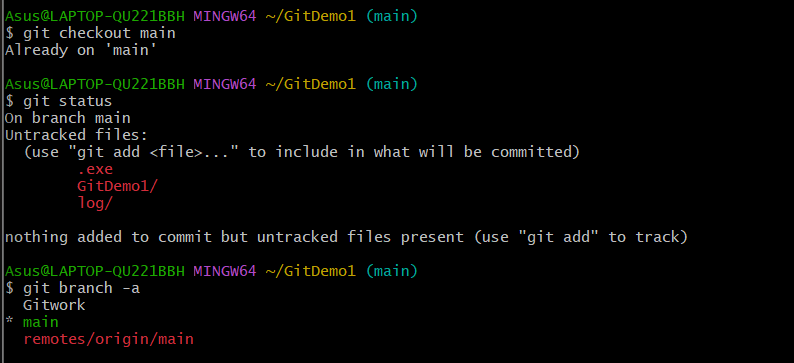 Asus@LAPTOP-QU221BBH MINGW64 ~/GitDemo1 (main)
$ git checkout main
Already on 'main'
Asus@LAPTOP-QU221BBH MINGW64 ~/GitDemo1 (main)
$ git status
On branch main
Untracked files:
  (use "git add <file>..." to include in what will be committed)
        .exe
        GitDemo1/
        log/
nothing added to commit but untracked files present (use "git add" to track)
Asus@LAPTOP-QU221BBH MINGW64 ~/GitDemo1 (main)
$ git branch -a
  Gitwork
* main
  remotes/origin/main